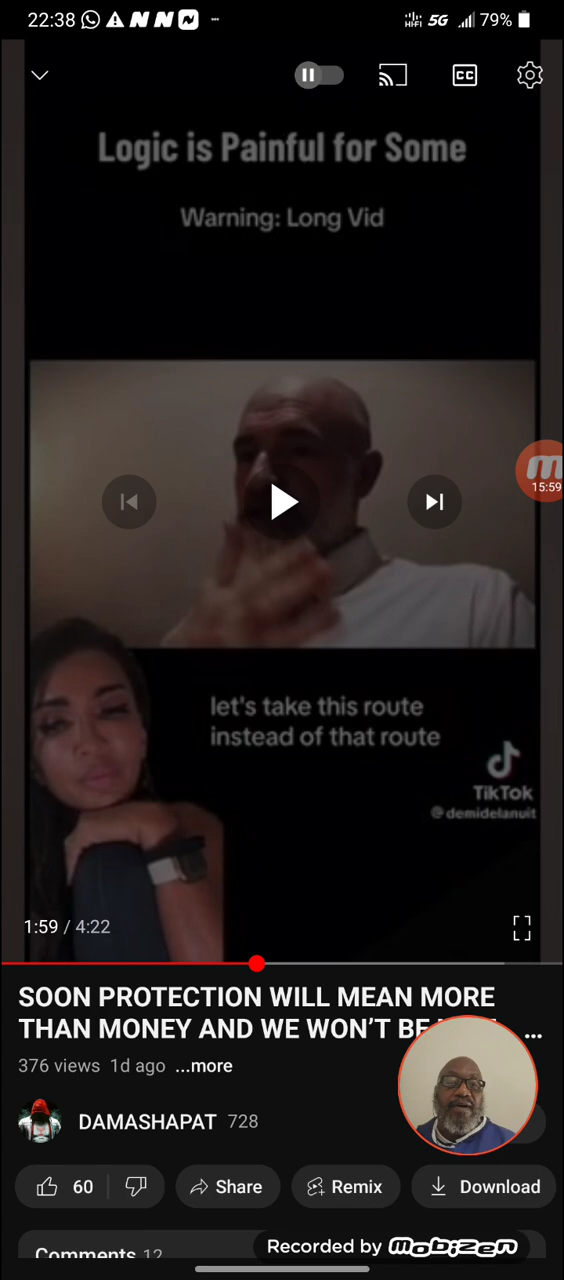 22:38 5G 79%
CC
Logic is Painful for Some
Warning: Long Vid
15:59
let's take this route
instead of that route
TikTok
@demidelanuit
1:59 / 4:22
SOON PROTECTION WILL MEAN MORE
THAN MONEY AND WE WON'T BE ...
376 views 1d ago ...more
DAMASHAPAT 728
60 Share Remix Download
Comments 12
Recorded by mobizen